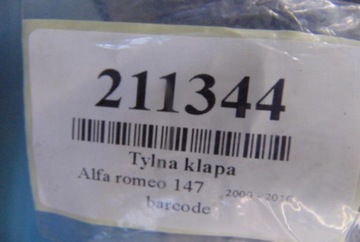 211344
Tylna klapa
Alfa romeo 147 2000 - 2010
barcode